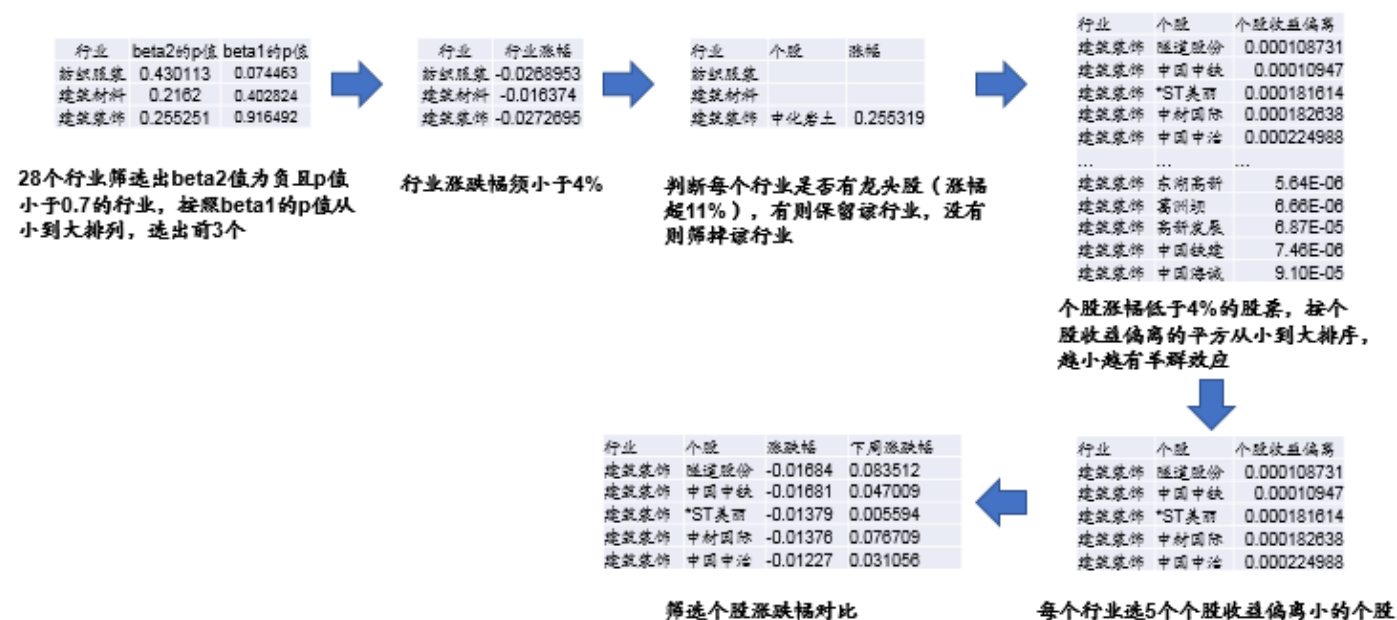 行业 beta2的p值 beta1的p值
纺织服装 0.430113 0.074463
建筑材料 0.2162 0.402824
建筑装饰 0.255251 0.916492
28个行业筛选出beta2值为负且p值
小于0.7的行业，按照beta1的p值从
小到大排列，选出前3个
行业 行业涨幅
纺织服装 -0.0268953
建筑材料 -0.016374
建筑装饰 -0.0272695
行业涨跌幅须小于4%
行业 个股 涨幅
纺织服装
建筑材料
建筑装饰 中化岩土 0.255319
判断每个行业是否有龙头股（涨幅
超11%），有则保留该行业，没有
则筛掉该行业
行业 个股 个股收益偏离
建筑装饰 隧道股份 0.000108731
建筑装饰 中国中铁 0.00010947
建筑装饰 *ST美丽 0.000181614
建筑装饰 中材国际 0.000182638
建筑装饰 中国中冶 0.000224988
... ... ...
建筑装饰 东湖高新 5.64E-06
建筑装饰 葛洲坝 6.66E-06
建筑装饰 高新发展 6.87E-05
建筑装饰 中国铁建 7.46E-06
建筑装饰 中国海诚 9.10E-05
个股涨幅低于4%的股票，按个
股收益偏离的平方从小到大排序，
越小越有羊群效应
行业 个股 个股收益偏离
建筑装饰 隧道股份 0.000108731
建筑装饰 中国中铁 0.00010947
建筑装饰 *ST美丽 0.000181614
建筑装饰 中材国际 0.000182638
建筑装饰 中国中冶 0.000224988
每个行业选5个个股收益偏离小的个股
行业 个股 涨跌幅 下周涨跌幅
建筑装饰 隧道股份 -0.01684 0.083512
建筑装饰 中国中铁 -0.01681 0.047009
建筑装饰 *ST美丽 -0.01379 0.005594
建筑装饰 中材国际 -0.01376 0.076709
建筑装饰 中国中冶 -0.01227 0.031056
筛选个股涨跌幅对比